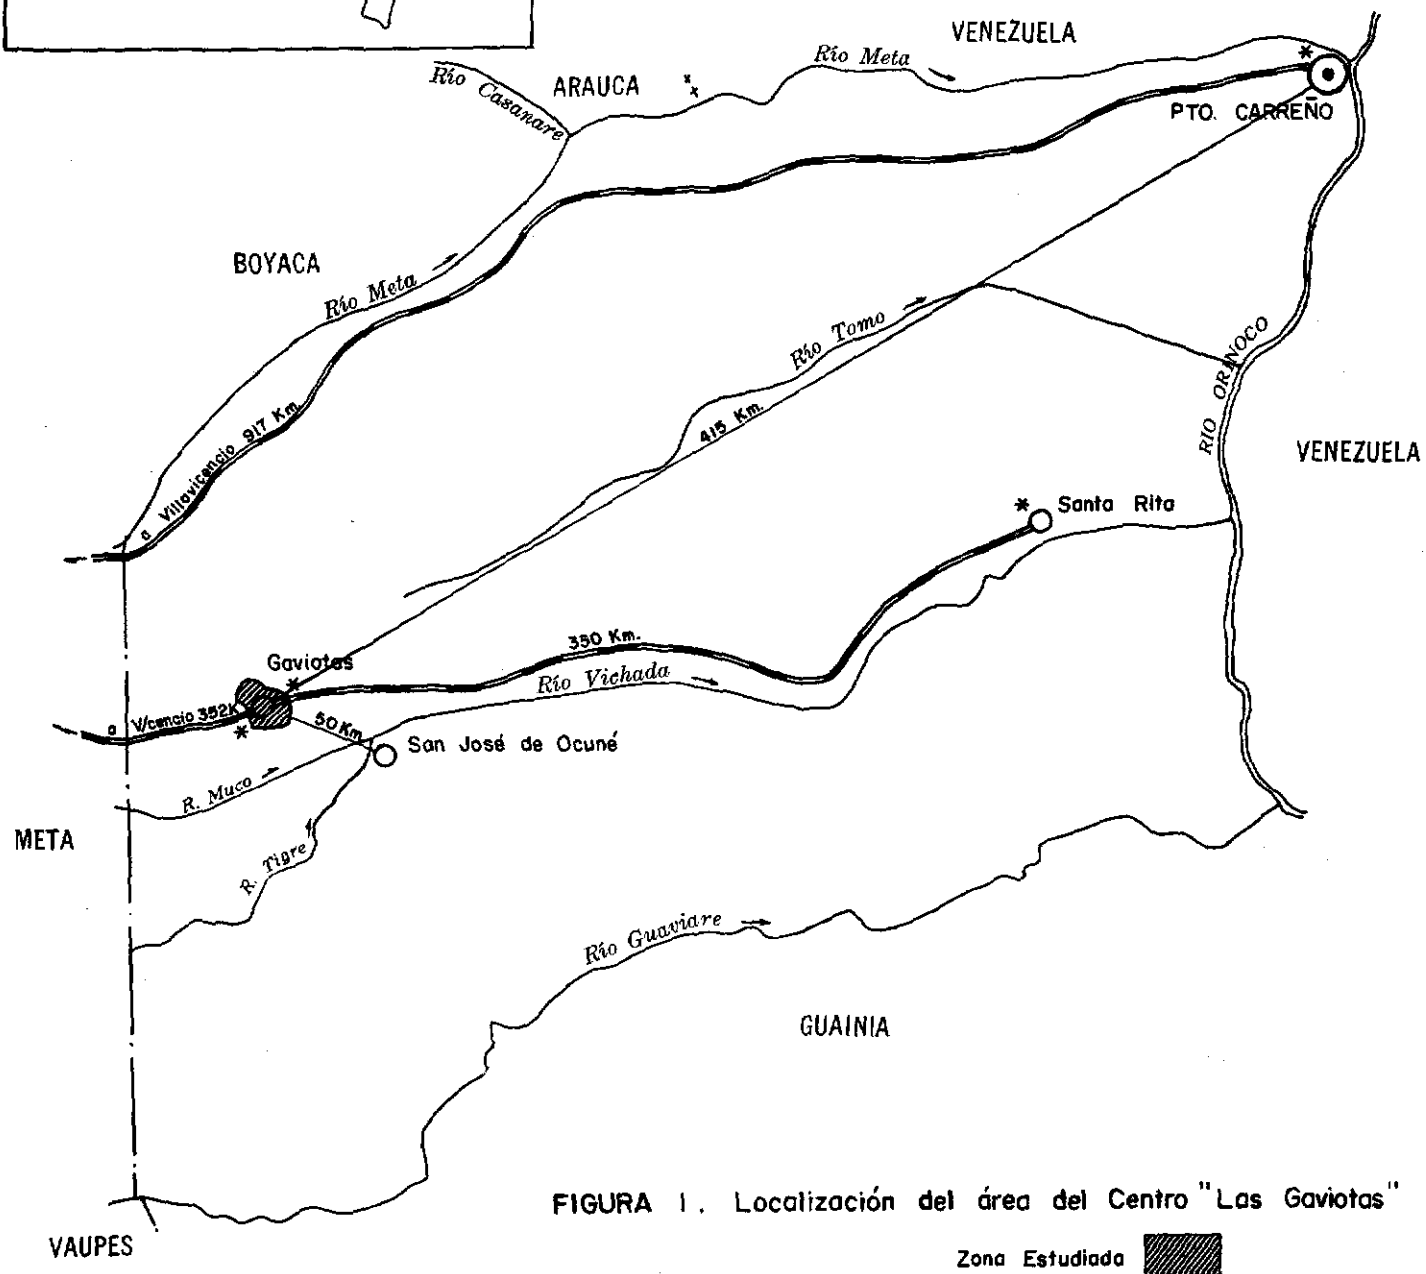 VENEZUELA
Río Meta
Río Casanare
ARAUCA
PTO. CARREÑO
BOYACA
Río Meta
Río Tomo
RIO ORINOCO
a Villavicencio 917 Km.
415 Km.
VENEZUELA
Santa Rita
350 Km.
Gaviotas
Río Vichada
a V/cencio 352K
50 Km
San José de Ocuné
R. Muco
META
R. Tigre
Río Guaviare
GUAINIA
FIGURA 1. Localización del área del Centro "Las Gaviotas"
VAUPES
Zona Estudiada